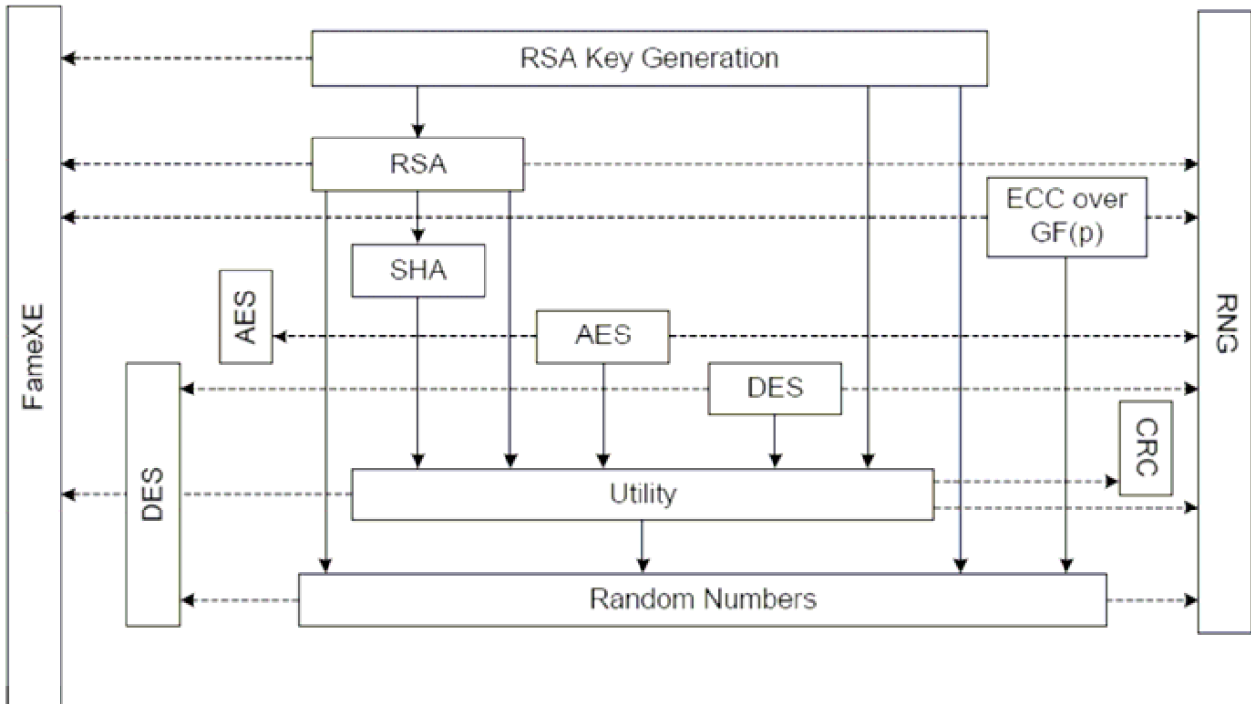 RSA Key Generation
RSA
ECC over
GF(p)
SHA
AES
AES
DES
FameXE
RNG
CRC
DES
Utility
Random Numbers